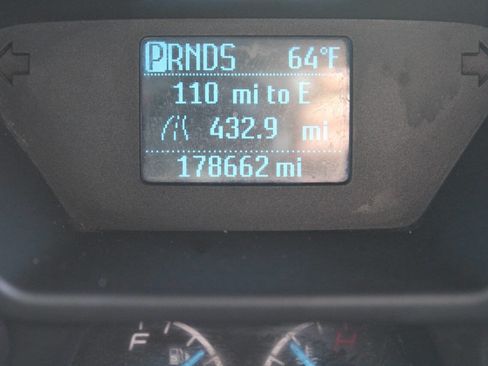 PRNDS 64°F
110 mi to E
432.9 mi
178662 mi
F H